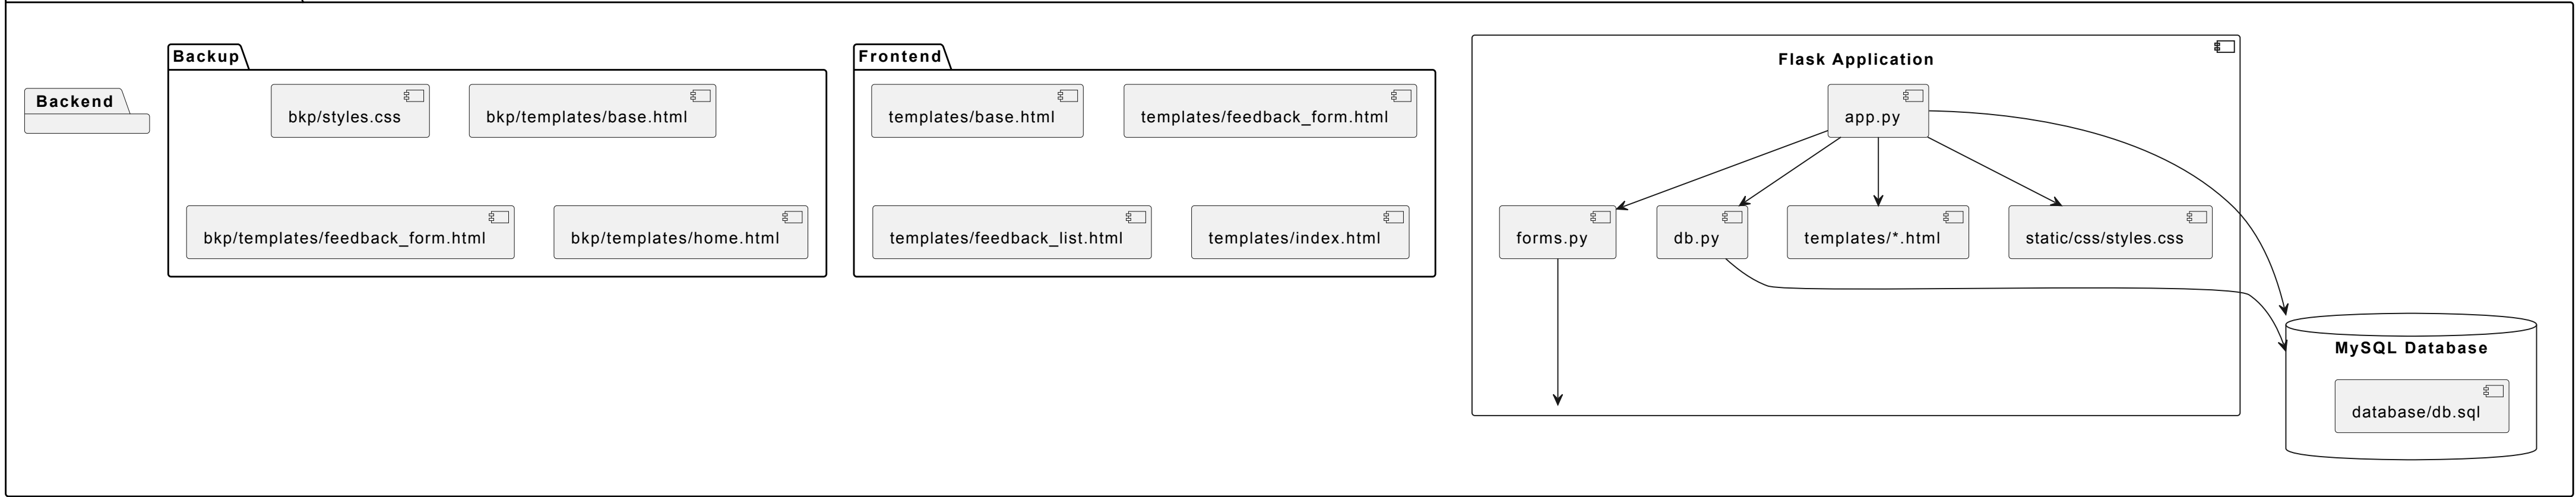 Backend
Backup
bkp/styles.css
bkp/templates/base.html
bkp/templates/feedback_form.html
bkp/templates/home.html
Frontend
templates/base.html
templates/feedback_form.html
templates/feedback_list.html
templates/index.html
Flask Application
app.py
forms.py
db.py
templates/*.html
static/css/styles.css
MySQL Database
database/db.sql